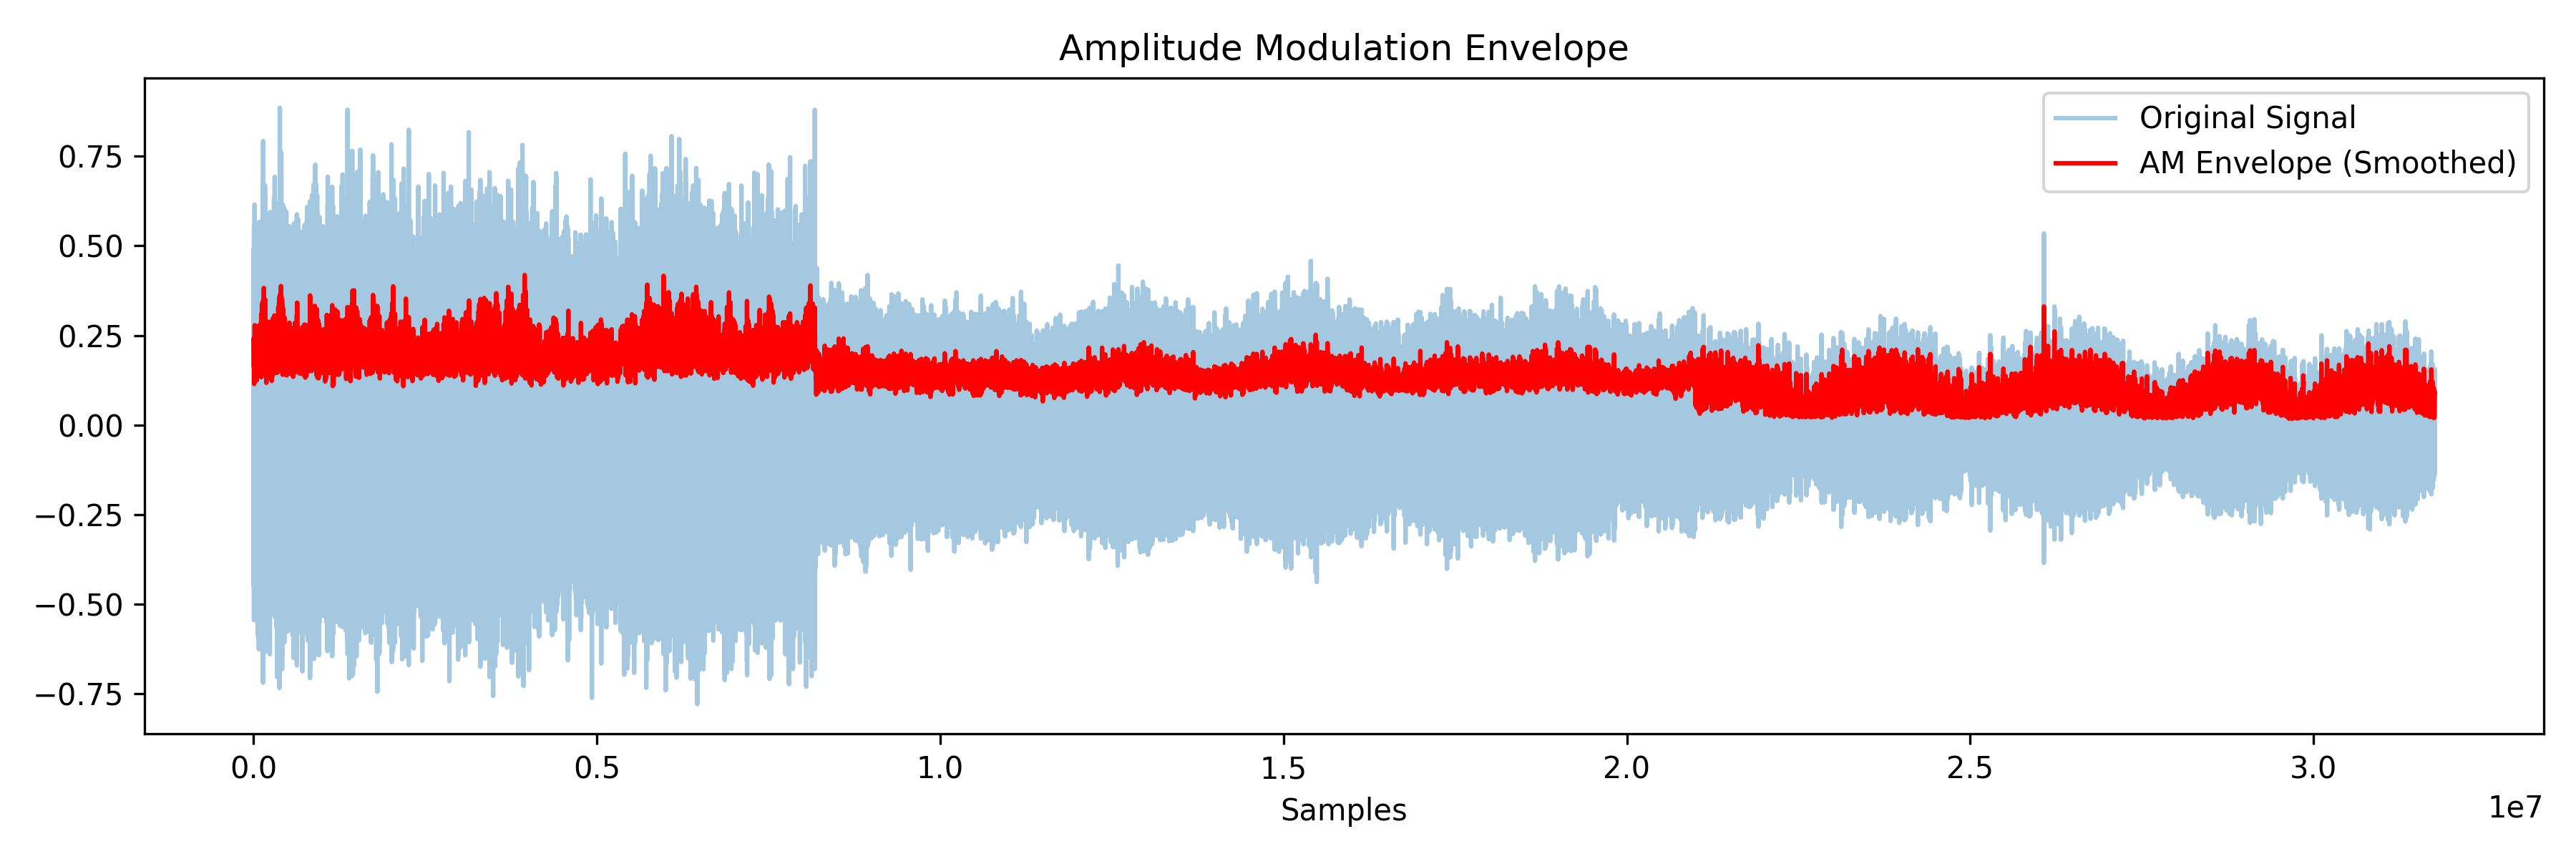 Amplitude Modulation Envelope
Original Signal
AM Envelope (Smoothed)
0.75
0.50
0.25
0.00
−0.25
−0.50
−0.75
0.0 0.5 1.0 1.5 2.0 2.5 3.0
1e7
Samples